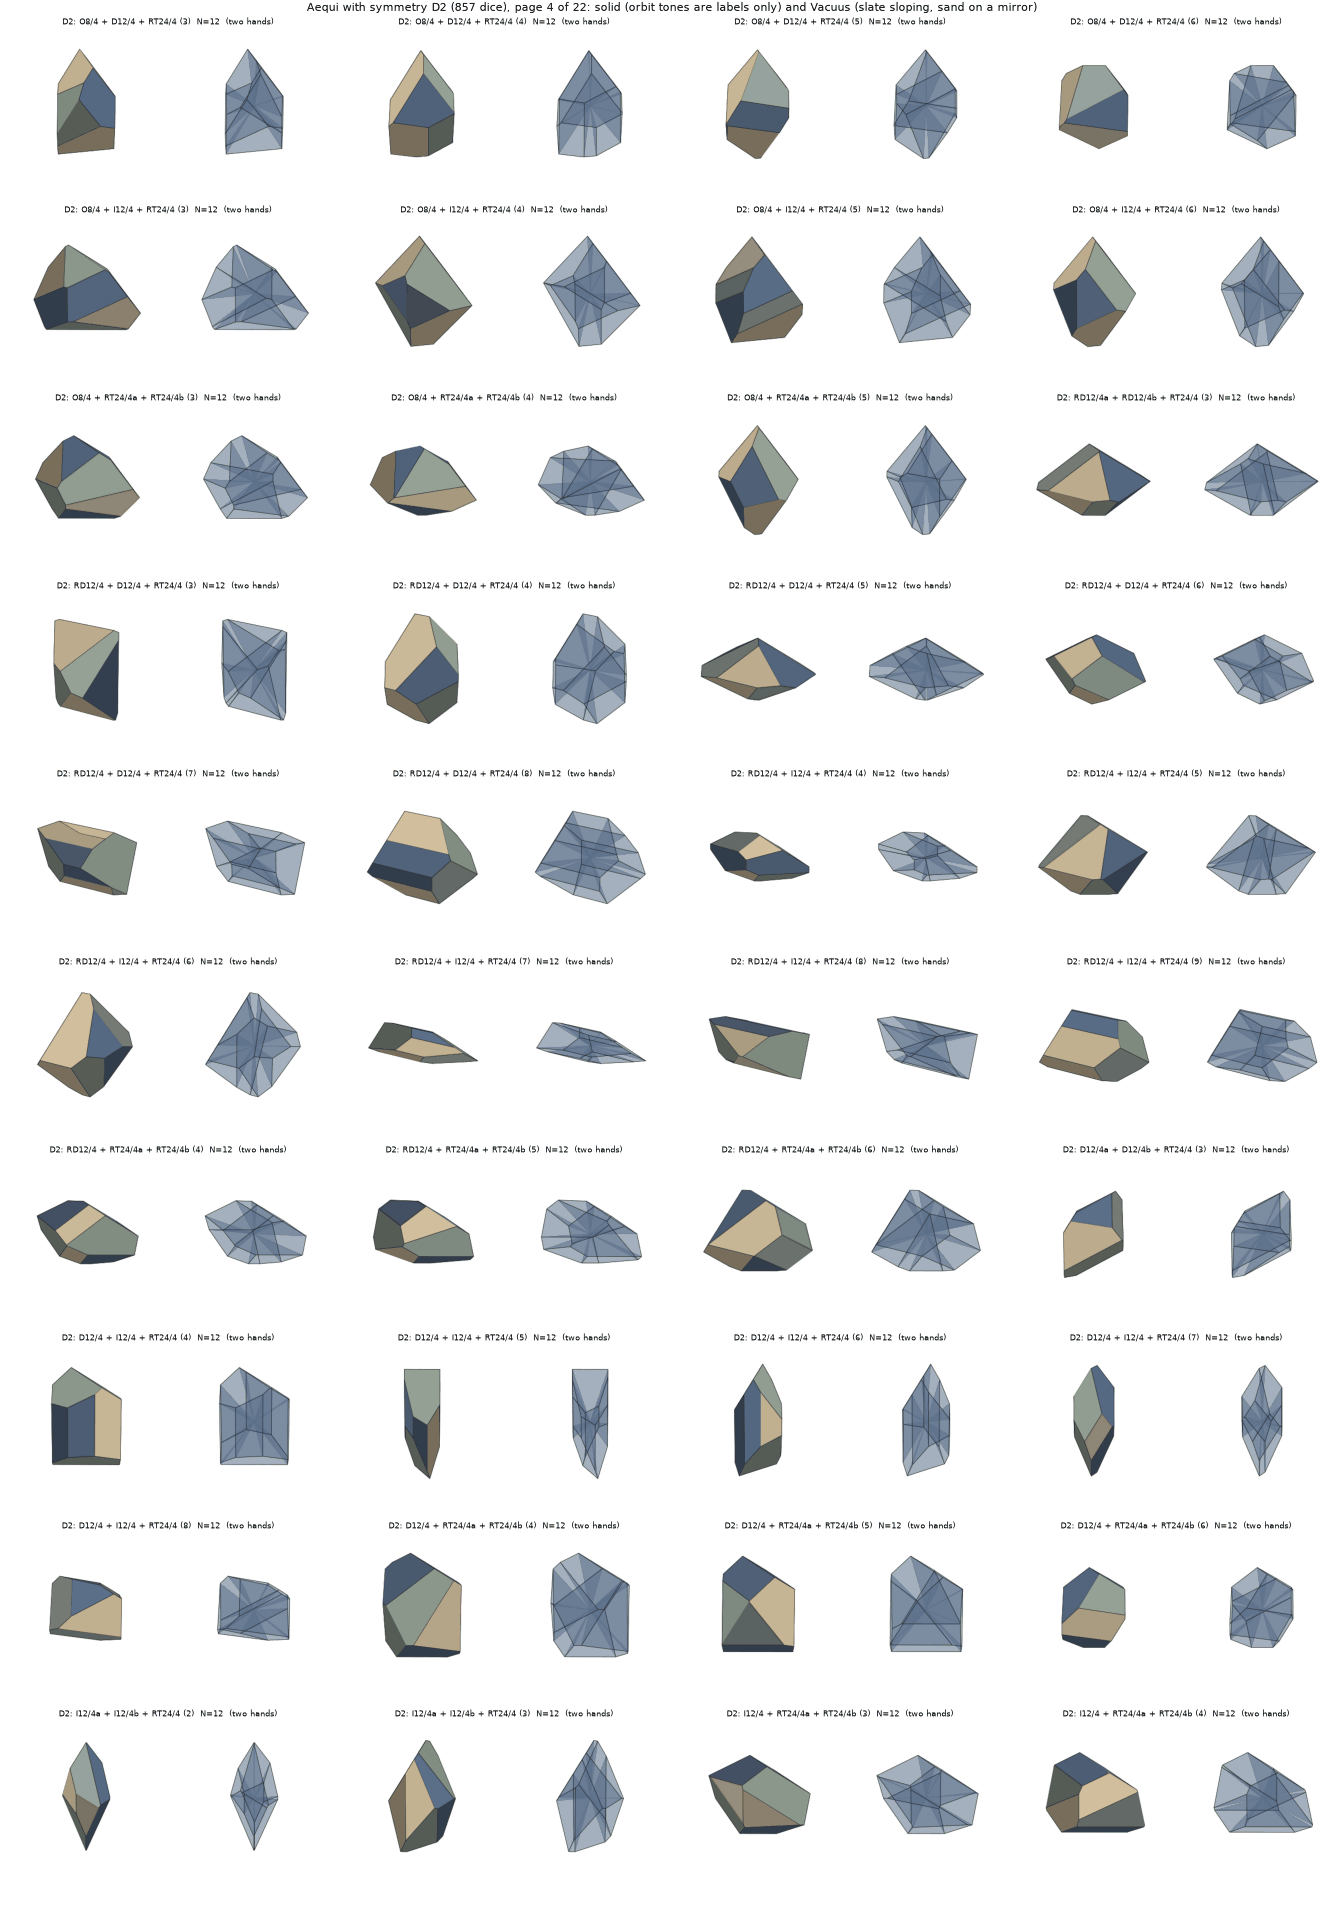 Aequi with symmetry D2 (857 dice), page 4 of 22: solid (orbit tones are labels only) and Vacuus (slate sloping, sand on a mirror)
D2: O8/4 + D12/4 + RT24/4 (3)  N=12  (two hands)
D2: O8/4 + D12/4 + RT24/4 (4)  N=12  (two hands)
D2: O8/4 + D12/4 + RT24/4 (5)  N=12  (two hands)
D2: O8/4 + D12/4 + RT24/4 (6)  N=12  (two hands)
D2: O8/4 + I12/4 + RT24/4 (3)  N=12  (two hands)
D2: O8/4 + I12/4 + RT24/4 (4)  N=12  (two hands)
D2: O8/4 + I12/4 + RT24/4 (5)  N=12  (two hands)
D2: O8/4 + I12/4 + RT24/4 (6)  N=12  (two hands)
D2: O8/4 + RT24/4a + RT24/4b (3)  N=12  (two hands)
D2: O8/4 + RT24/4a + RT24/4b (4)  N=12  (two hands)
D2: O8/4 + RT24/4a + RT24/4b (5)  N=12  (two hands)
D2: RD12/4a + RD12/4b + RT24/4 (3)  N=12  (two hands)
D2: RD12/4 + D12/4 + RT24/4 (3)  N=12  (two hands)
D2: RD12/4 + D12/4 + RT24/4 (4)  N=12  (two hands)
D2: RD12/4 + D12/4 + RT24/4 (5)  N=12  (two hands)
D2: RD12/4 + D12/4 + RT24/4 (6)  N=12  (two hands)
D2: RD12/4 + D12/4 + RT24/4 (7)  N=12  (two hands)
D2: RD12/4 + D12/4 + RT24/4 (8)  N=12  (two hands)
D2: RD12/4 + I12/4 + RT24/4 (4)  N=12  (two hands)
D2: RD12/4 + I12/4 + RT24/4 (5)  N=12  (two hands)
D2: RD12/4 + I12/4 + RT24/4 (6)  N=12  (two hands)
D2: RD12/4 + I12/4 + RT24/4 (7)  N=12  (two hands)
D2: RD12/4 + I12/4 + RT24/4 (8)  N=12  (two hands)
D2: RD12/4 + I12/4 + RT24/4 (9)  N=12  (two hands)
D2: RD12/4 + RT24/4a + RT24/4b (4)  N=12  (two hands)
D2: RD12/4 + RT24/4a + RT24/4b (5)  N=12  (two hands)
D2: RD12/4 + RT24/4a + RT24/4b (6)  N=12  (two hands)
D2: D12/4a + D12/4b + RT24/4 (3)  N=12  (two hands)
D2: D12/4 + I12/4 + RT24/4 (4)  N=12  (two hands)
D2: D12/4 + I12/4 + RT24/4 (5)  N=12  (two hands)
D2: D12/4 + I12/4 + RT24/4 (6)  N=12  (two hands)
D2: D12/4 + I12/4 + RT24/4 (7)  N=12  (two hands)
D2: D12/4 + I12/4 + RT24/4 (8)  N=12  (two hands)
D2: D12/4 + RT24/4a + RT24/4b (4)  N=12  (two hands)
D2: D12/4 + RT24/4a + RT24/4b (5)  N=12  (two hands)
D2: D12/4 + RT24/4a + RT24/4b (6)  N=12  (two hands)
D2: I12/4a + I12/4b + RT24/4 (2)  N=12  (two hands)
D2: I12/4a + I12/4b + RT24/4 (3)  N=12  (two hands)
D2: I12/4 + RT24/4a + RT24/4b (3)  N=12  (two hands)
D2: I12/4 + RT24/4a + RT24/4b (4)  N=12  (two hands)